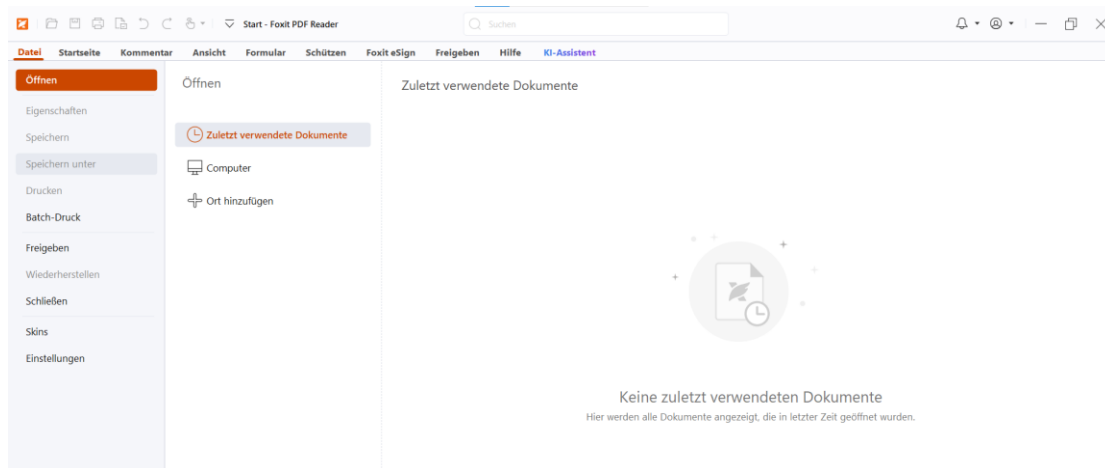 Start - Foxit PDF Reader
Suchen
Datei Startseite Kommentar Ansicht Formular Schützen Foxit eSign Freigeben Hilfe KI-Assistent
Öffnen
Eigenschaften
Speichern
Speichern unter
Drucken
Batch-Druck
Freigeben
Wiederherstellen
Schließen
Skins
Einstellungen
Öffnen
Zuletzt verwendete Dokumente
Computer
Ort hinzufügen
Zuletzt verwendete Dokumente
Keine zuletzt verwendeten Dokumente
Hier werden alle Dokumente angezeigt, die in letzter Zeit geöffnet wurden.